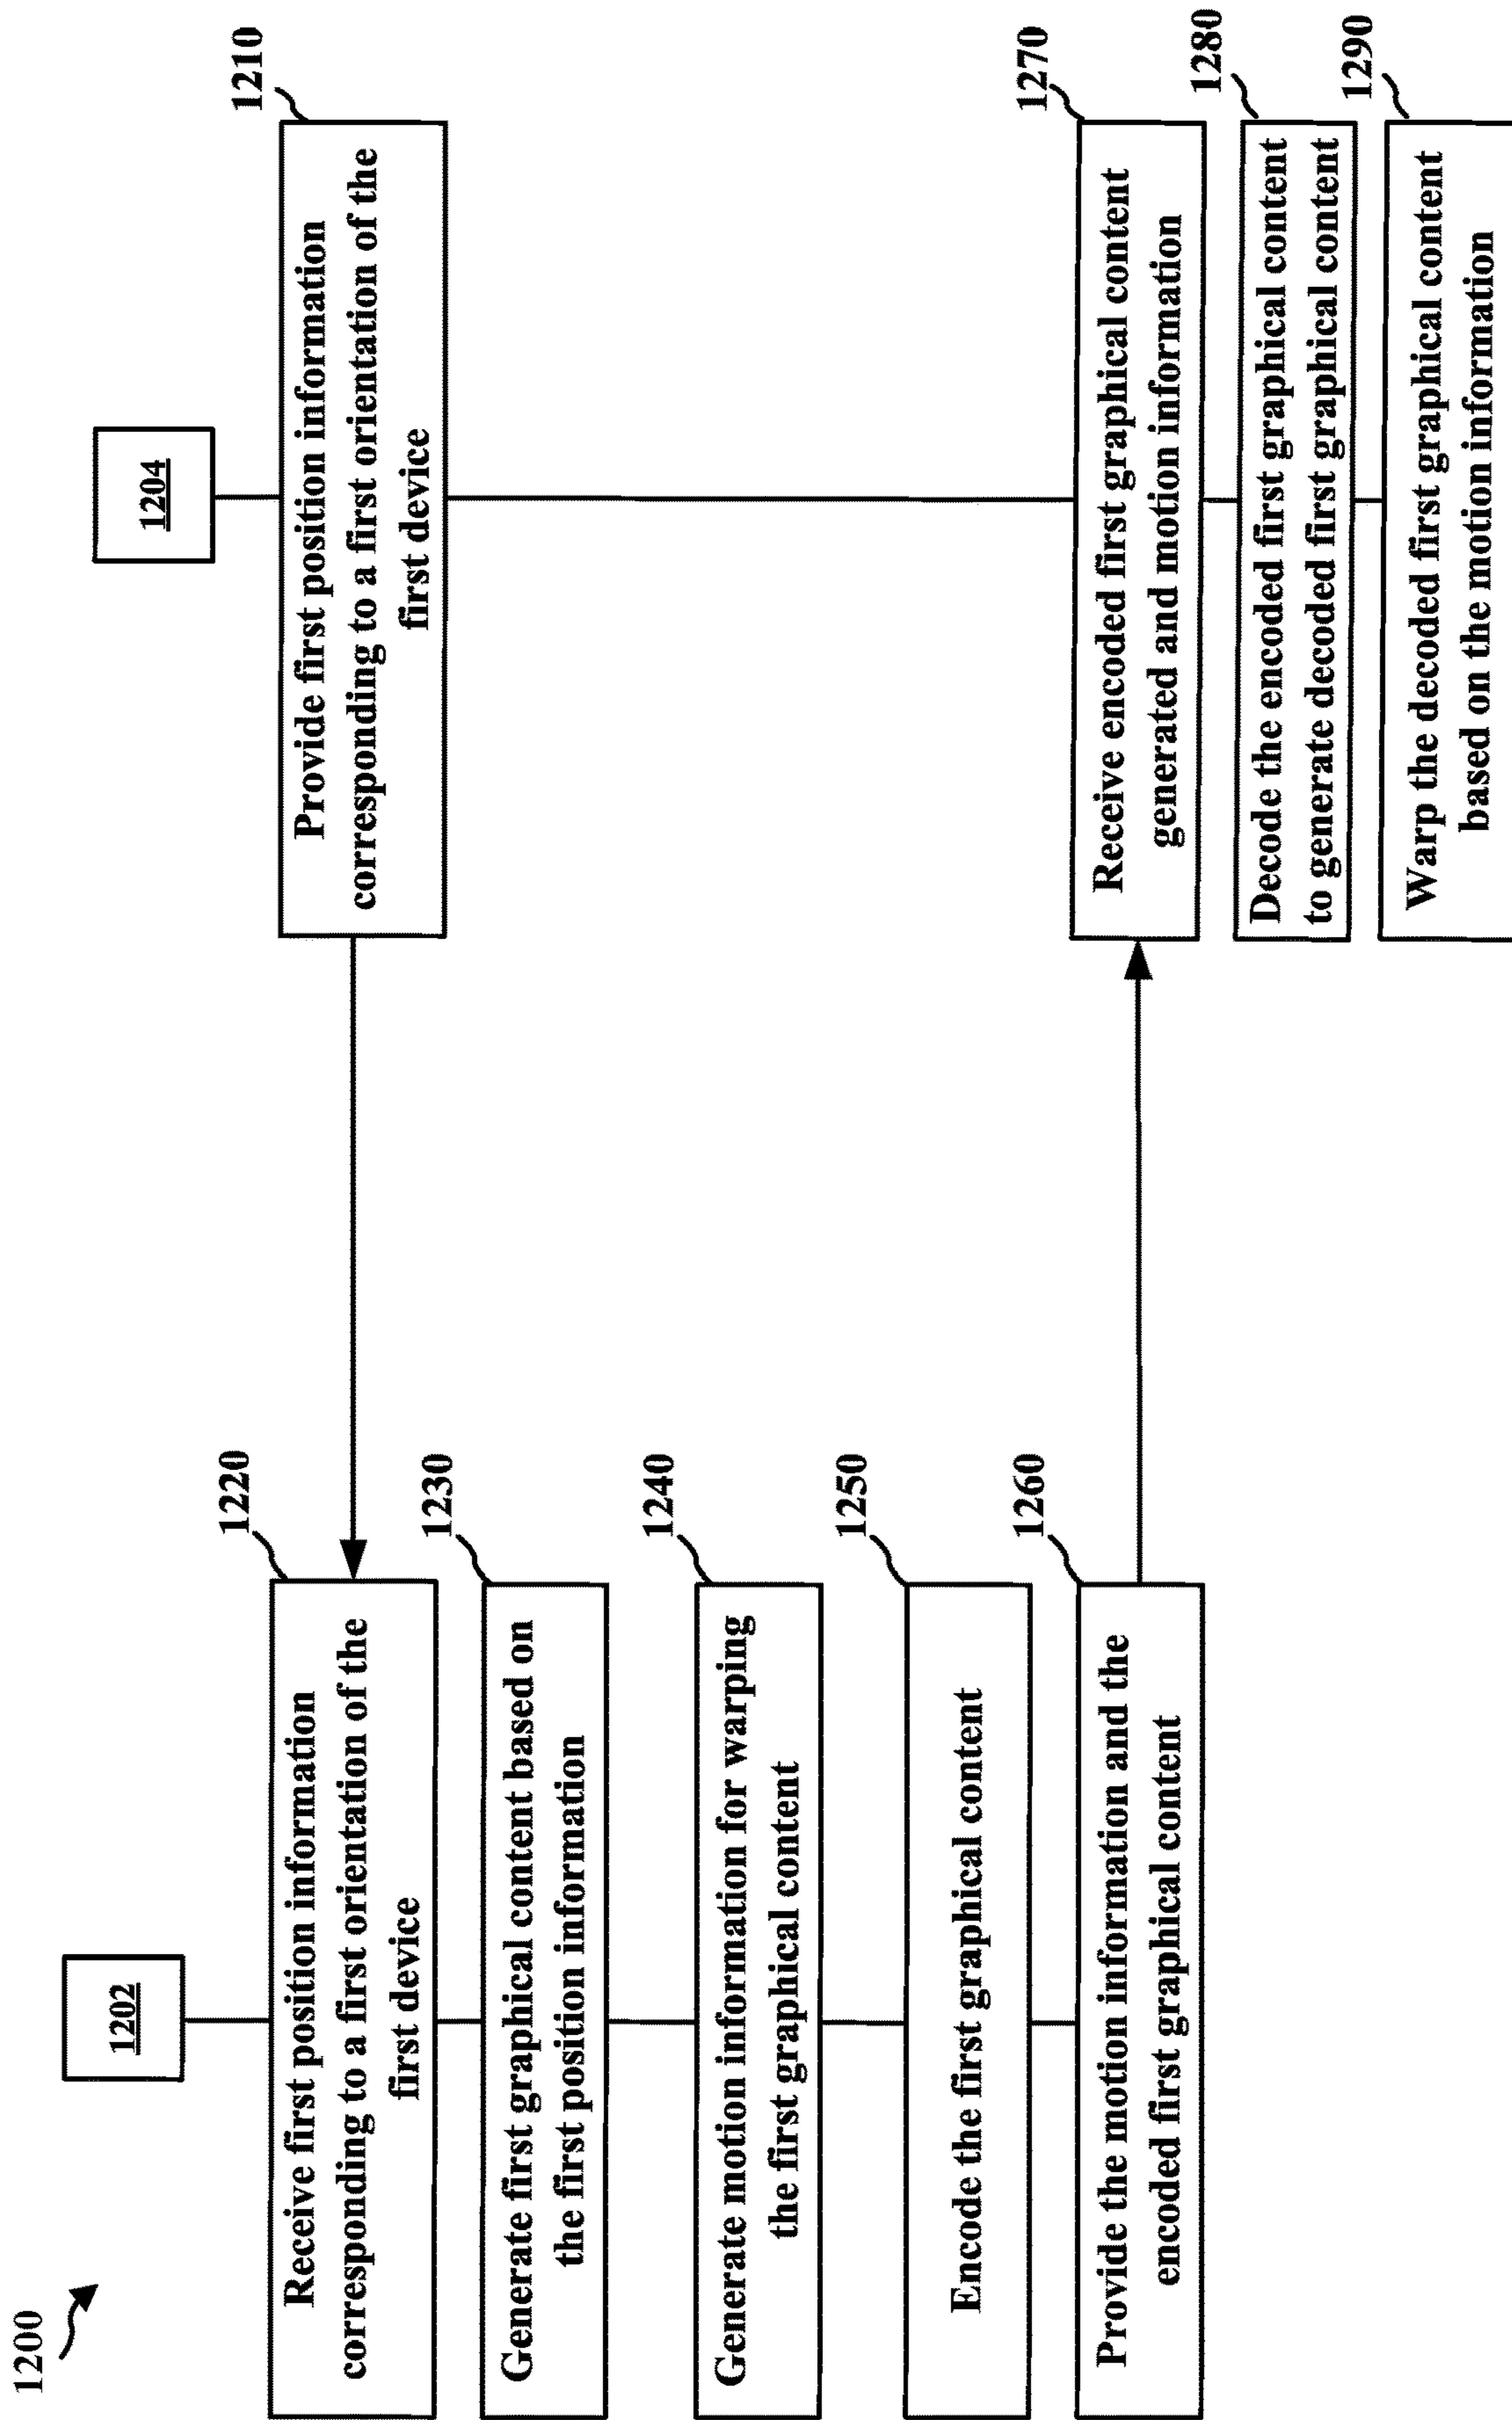 1200
1202
1204
1210
Provide first position information
corresponding to a first orientation of the
first device
1220
Receive first position information
corresponding to a first orientation of the
first device
1230
Generate first graphical content based on
the first position information
1240
Generate motion information for warping
the first graphical content
1250
Encode the first graphical content
1260
Provide the motion information and the
encoded first graphical content
1270
Receive encoded first graphical content
generated and motion information
1280
Decode the encoded first graphical content
to generate decoded first graphical content
1290
Warp the decoded first graphical content
based on the motion information